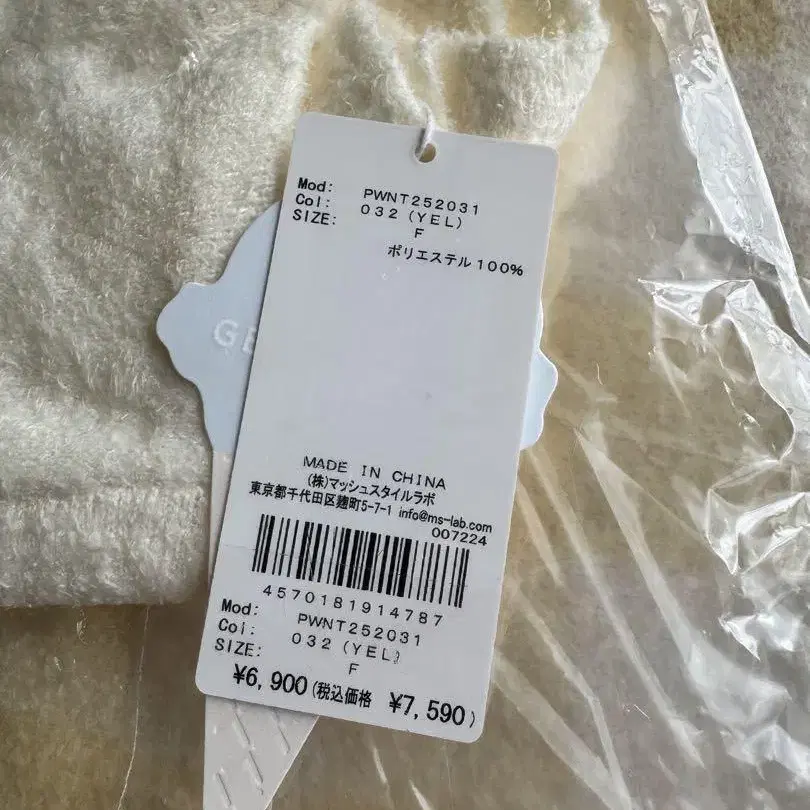 Mod: PWNT252031
Col: 032 (YEL)
SIZE: F
ポリエステル 100%
GE
MADE IN CHINA
(株)マッシュスタイルラボ
東京都千代田区麹町5-7-1 info@ms-lab.com
007224
4570181914787
Mod: PWNT252031
Col: 032 (YEL)
SIZE: F
¥6,900(税込価格 ¥7,590)